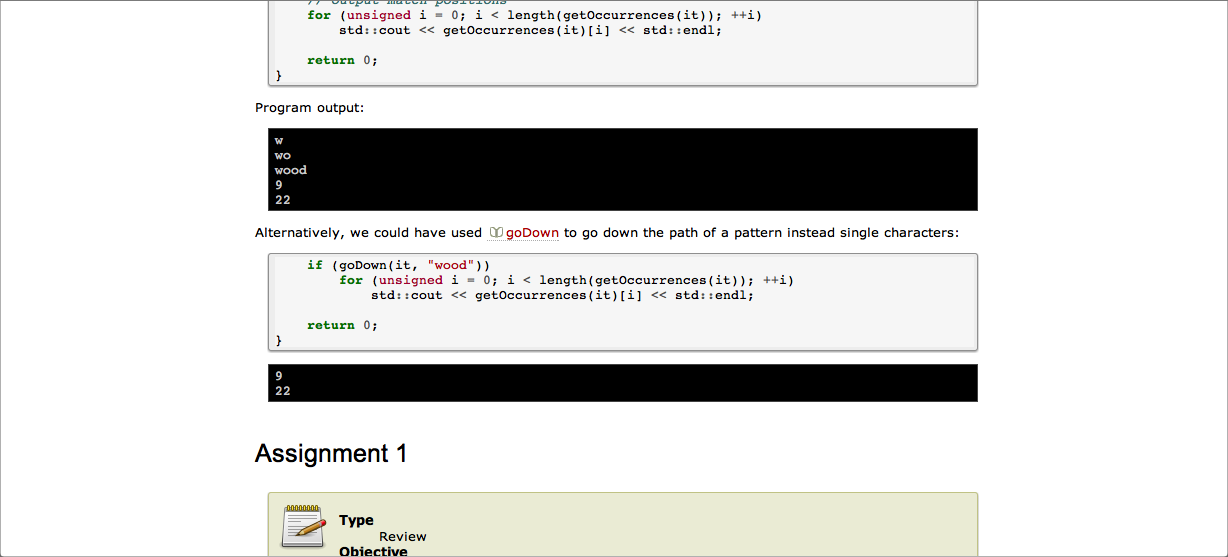 // Output match positions
for (unsigned i = 0; i < length(getOccurrences(it)); ++i)
std::cout << getOccurrences(it)[i] << std::endl;
return 0;
}
Program output:
w
wo
wood
9
22
Alternatively, we could have used goDown to go down the path of a pattern instead single characters:
if (goDown(it, "wood"))
for (unsigned i = 0; i < length(getOccurrences(it)); ++i)
std::cout << getOccurrences(it)[i] << std::endl;
return 0;
}
9
22
Assignment 1
Type
Review
Objective